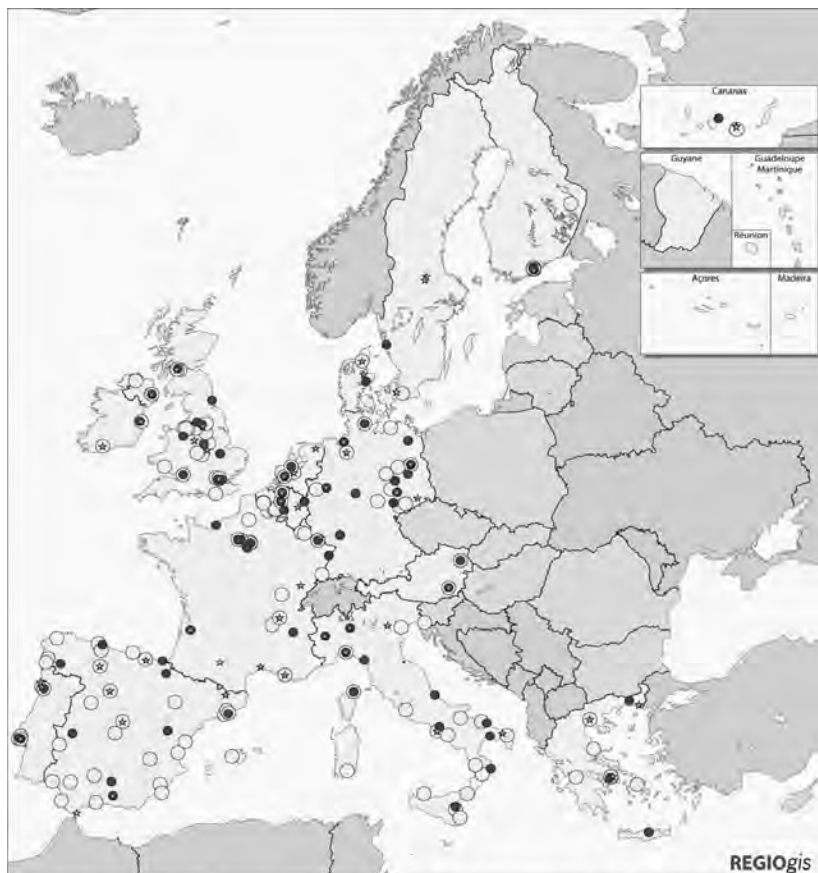 Canarias
Guyane
Guadeloupe
Martinique
Réunion
Açores
Madeira
REGIOgis